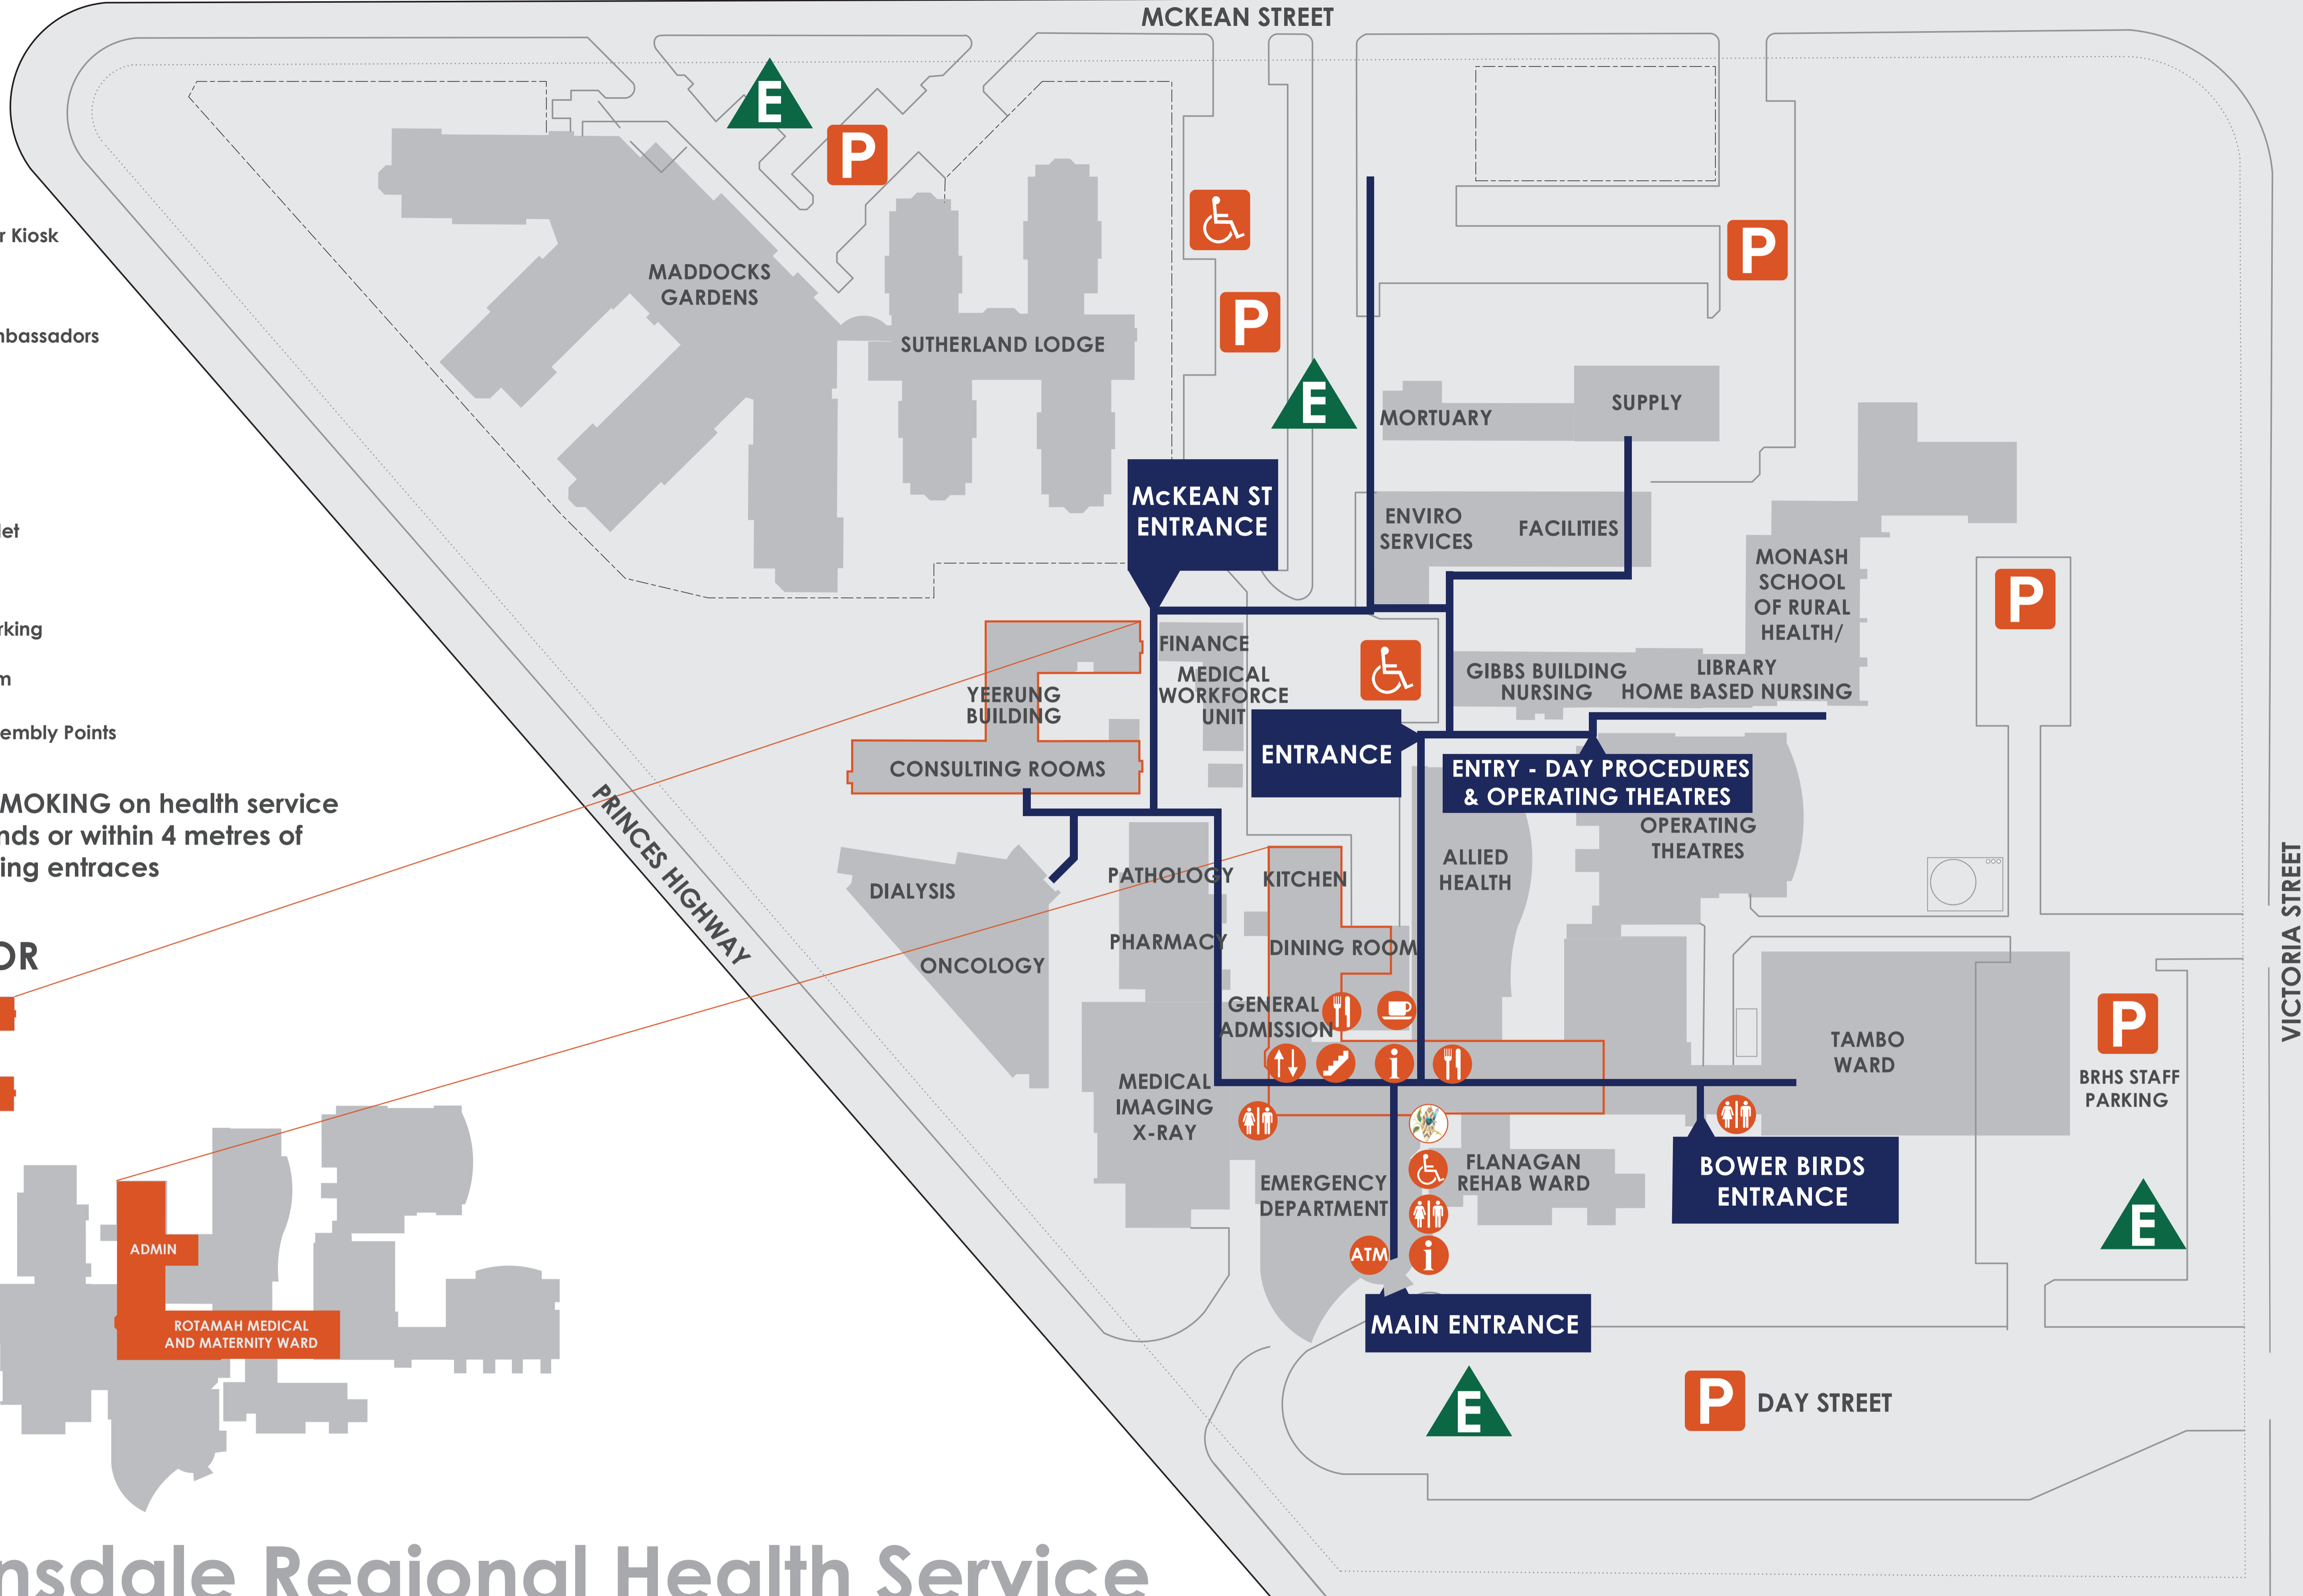 MCKEAN STREET
E
P
r Kiosk
P
MADDOCKS
GARDENS
P
mbassadors
SUTHERLAND LODGE
E
MORTUARY
SUPPLY
McKEAN ST
ENTRANCE
let
ENVIRO
SERVICES
FACILITIES
MONASH
SCHOOL
OF RURAL
HEALTH/
P
rking
FINANCE
MEDICAL
WORKFORCE
UNIT
GIBBS BUILDING
NURSING
LIBRARY
HOME BASED NURSING
YEERUNG
BUILDING
m
embly Points
ENTRANCE
ENTRY - DAY PROCEDURES
& OPERATING THEATRES
CONSULTING ROOMS
MOKING on health service
nds or within 4 metres of
ing entraces
PRINCES HIGHWAY
OPERATING
THEATRES
ALLIED
HEALTH
PATHOLOGY
KITCHEN
DIALYSIS
VICTORIA STREET
PHARMACY
DINING ROOM
ONCOLOGY
OR
GENERAL
ADMISSION
P
TAMBO
WARD
BRHS STAFF
PARKING
i
MEDICAL
IMAGING
X-RAY
EMERGENCY
DEPARTMENT
FLANAGAN
REHAB WARD
BOWER BIRDS
ENTRANCE
E
ADMIN
ATM
i
ROTAMAH MEDICAL
AND MATERNITY WARD
MAIN ENTRANCE
E
P
DAY STREET
nsdale Regional Health Service